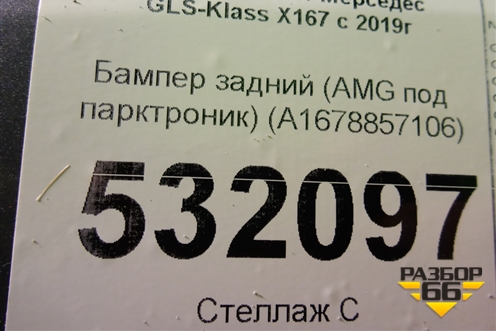 Мерседес
GLS-Klass X167 с 2019г
Бампер задний (AMG под
парктроник) (A1678857106)
532097
Стеллаж С
РАЗБОР
66